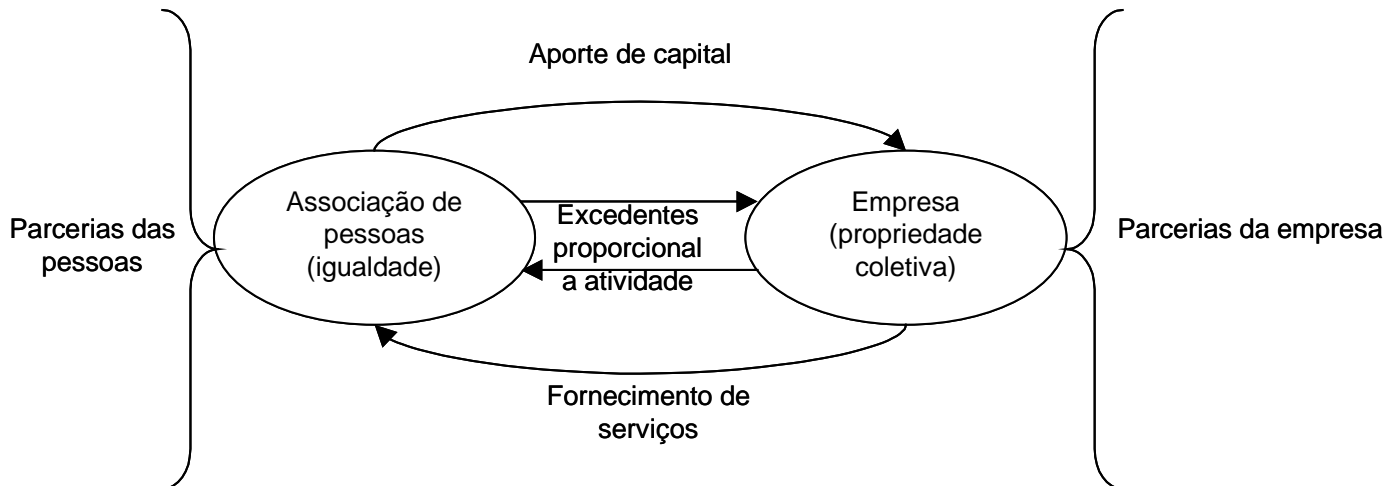 Aporte de capital
Parcerias das
pessoas
Associação de
pessoas
(igualdade)
Excedentes
proporcional
a atividade
Empresa
(propriedade
coletiva)
Parcerias da empresa
Fornecimento de
serviços